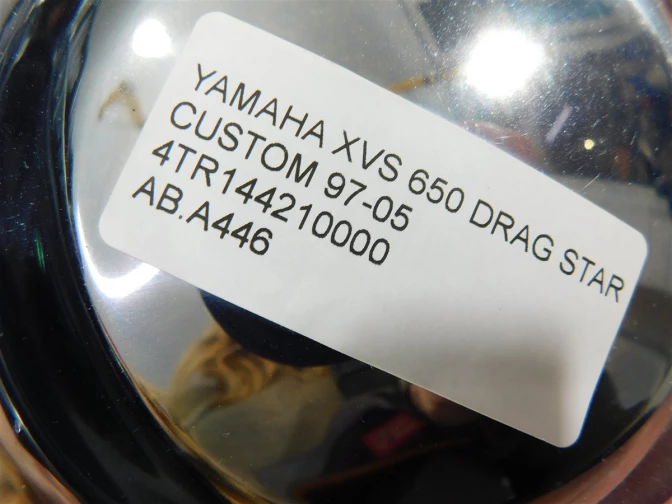 YAMAHA XVS 650 DRAG STAR
CUSTOM 97-05
4TR144210000
AB.A446